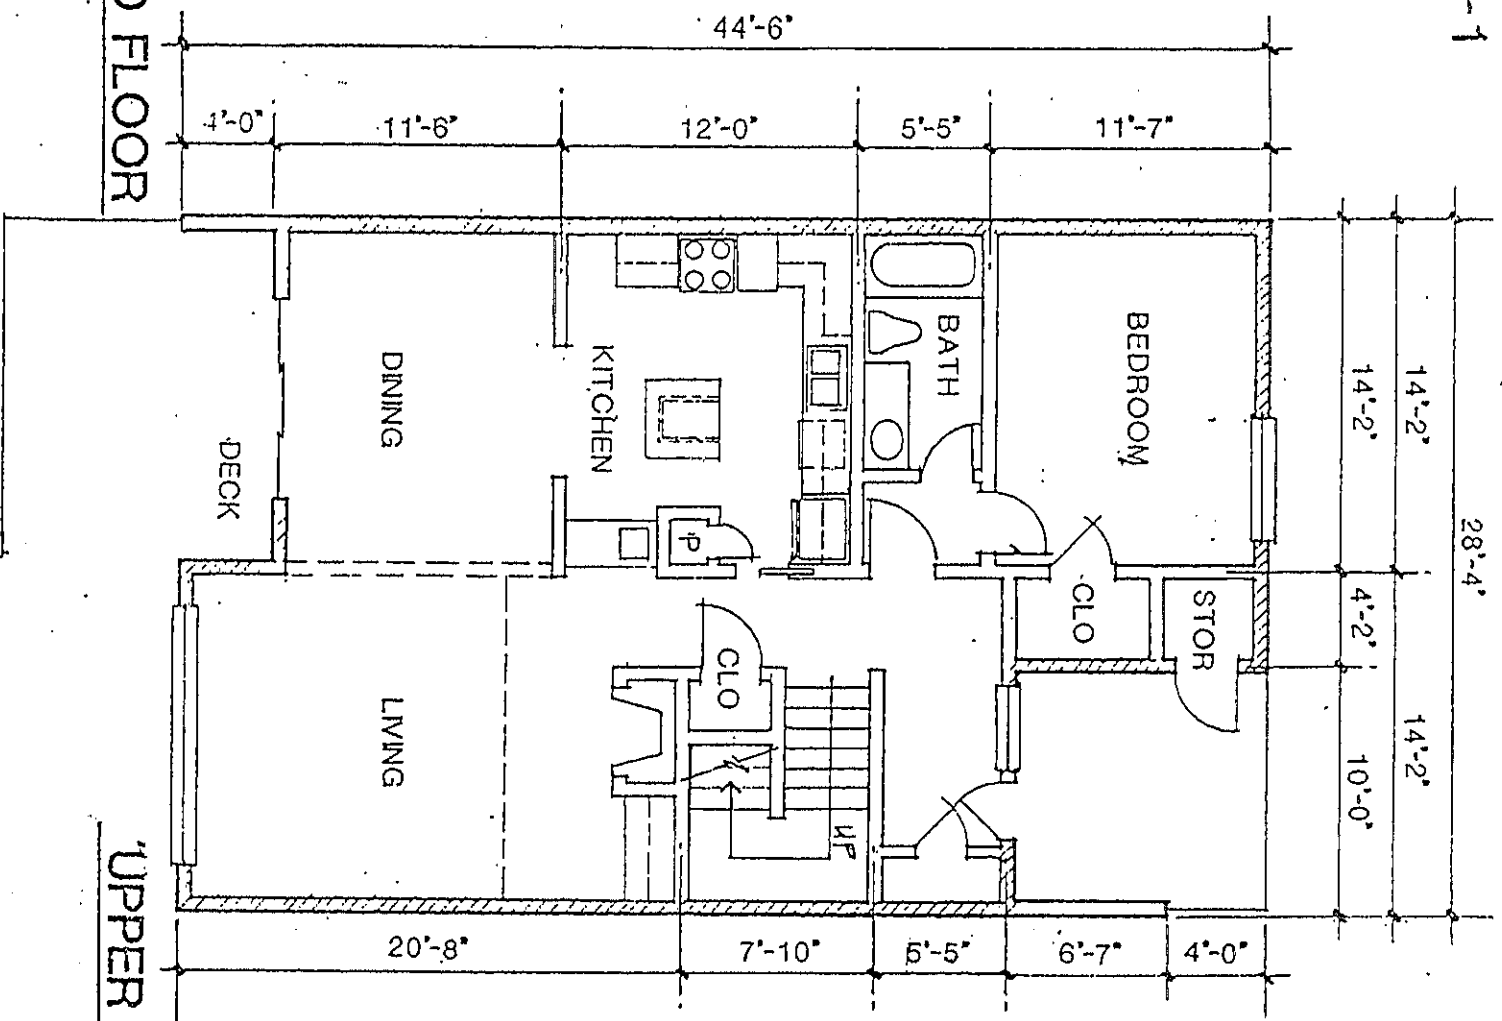 -1
44'-6"
4'-0"
11'-6"
12'-0"
5'-5"
11'-7"
FLOOR
BEDROOM
BATH
KITCHEN
DINING
DECK
14'-2"
14'-2"
28'-4"
P
CLO
STOR
4'-2"
CLO
LIVING
UP
14'-2"
10'-0"
UPPER
20'-8"
7'-10"
5'-5"
6'-7"
4'-0"